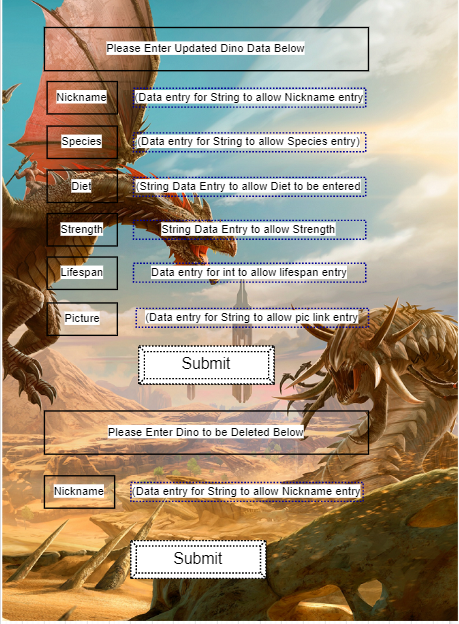 Please Enter Updated Dino Data Below
Nickname (Data entry for String to allow Nickname entry
Species (Data entry for String to allow Species entry)
Diet (String Data Entry to allow Diet to be entered
Strength String Data Entry to allow Strength
Lifespan Data entry for int to allow lifespan entry
Picture (Data entry for String to allow pic link entry
Submit
Please Enter Dino to be Deleted Below
Nickname (Data entry for String to allow Nickname entry
Submit